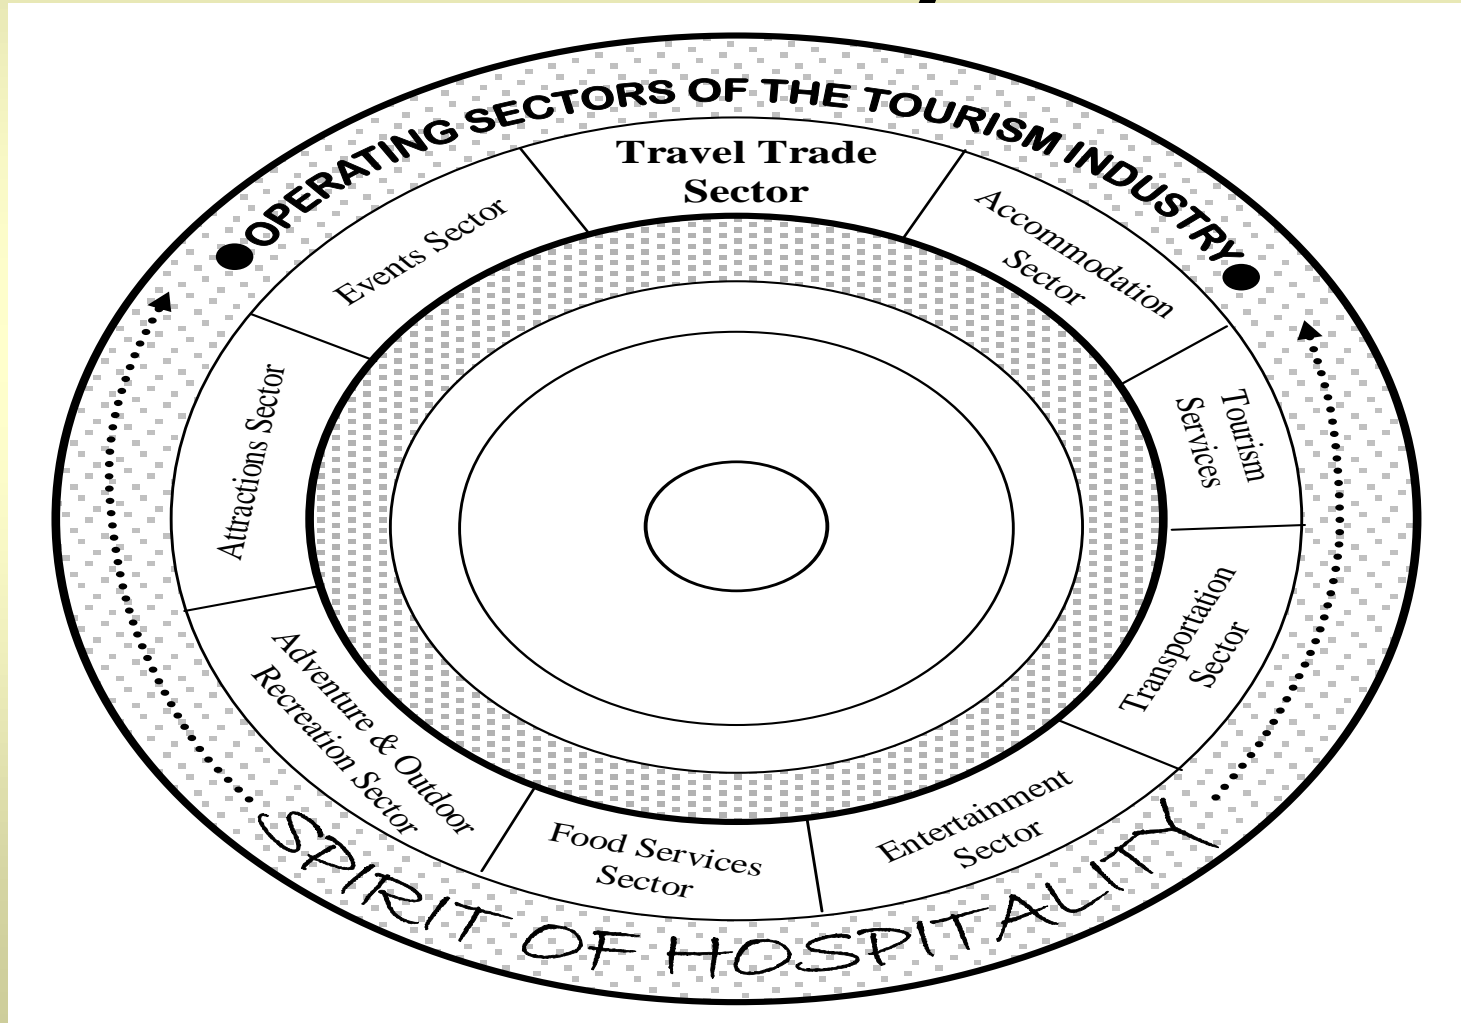 OPERATING SECTORS OF THE TOURISM INDUSTRY
Travel Trade
Sector
Accommodation
Sector
Tourism
Services
Transportation
Sector
Entertainment
Sector
Food Services
Sector
Adventure & Outdoor
Recreation Sector
Attractions Sector
Events Sector
SPIRIT OF HOSPITALITY